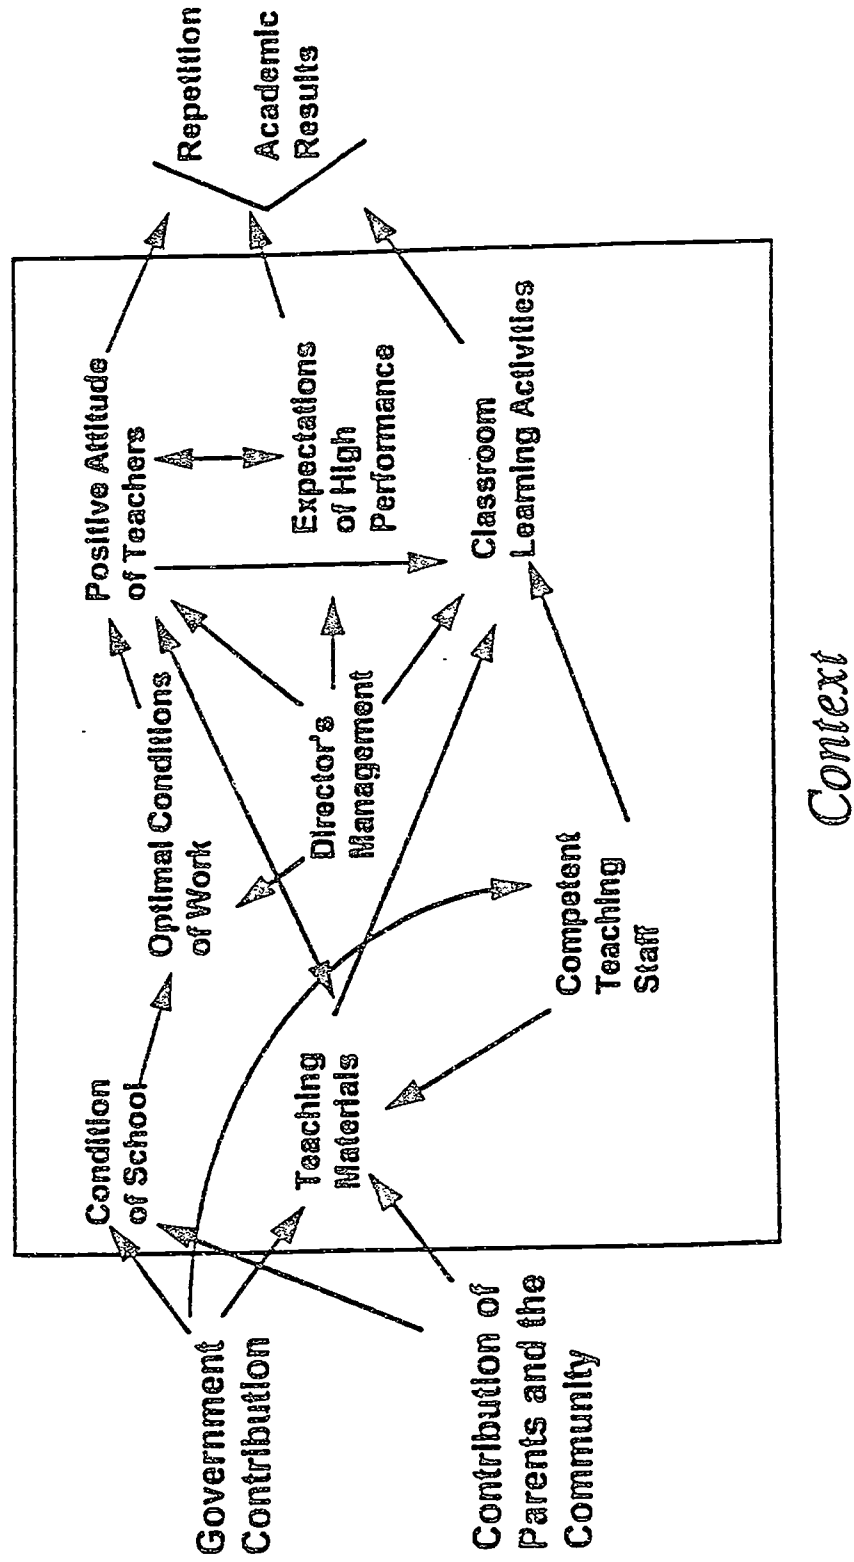 Government
Contribution
Contribution of
Parents and the
Community
Condition
of School
Teaching
Materials
Optimal Conditions
of Work
Director's
Management
Competent
Teaching
Staff
Positive Attitude
of Teachers
Expectations
of High
Performance
Classroom
Learning Activities
Repetition
Academic
Results
Context